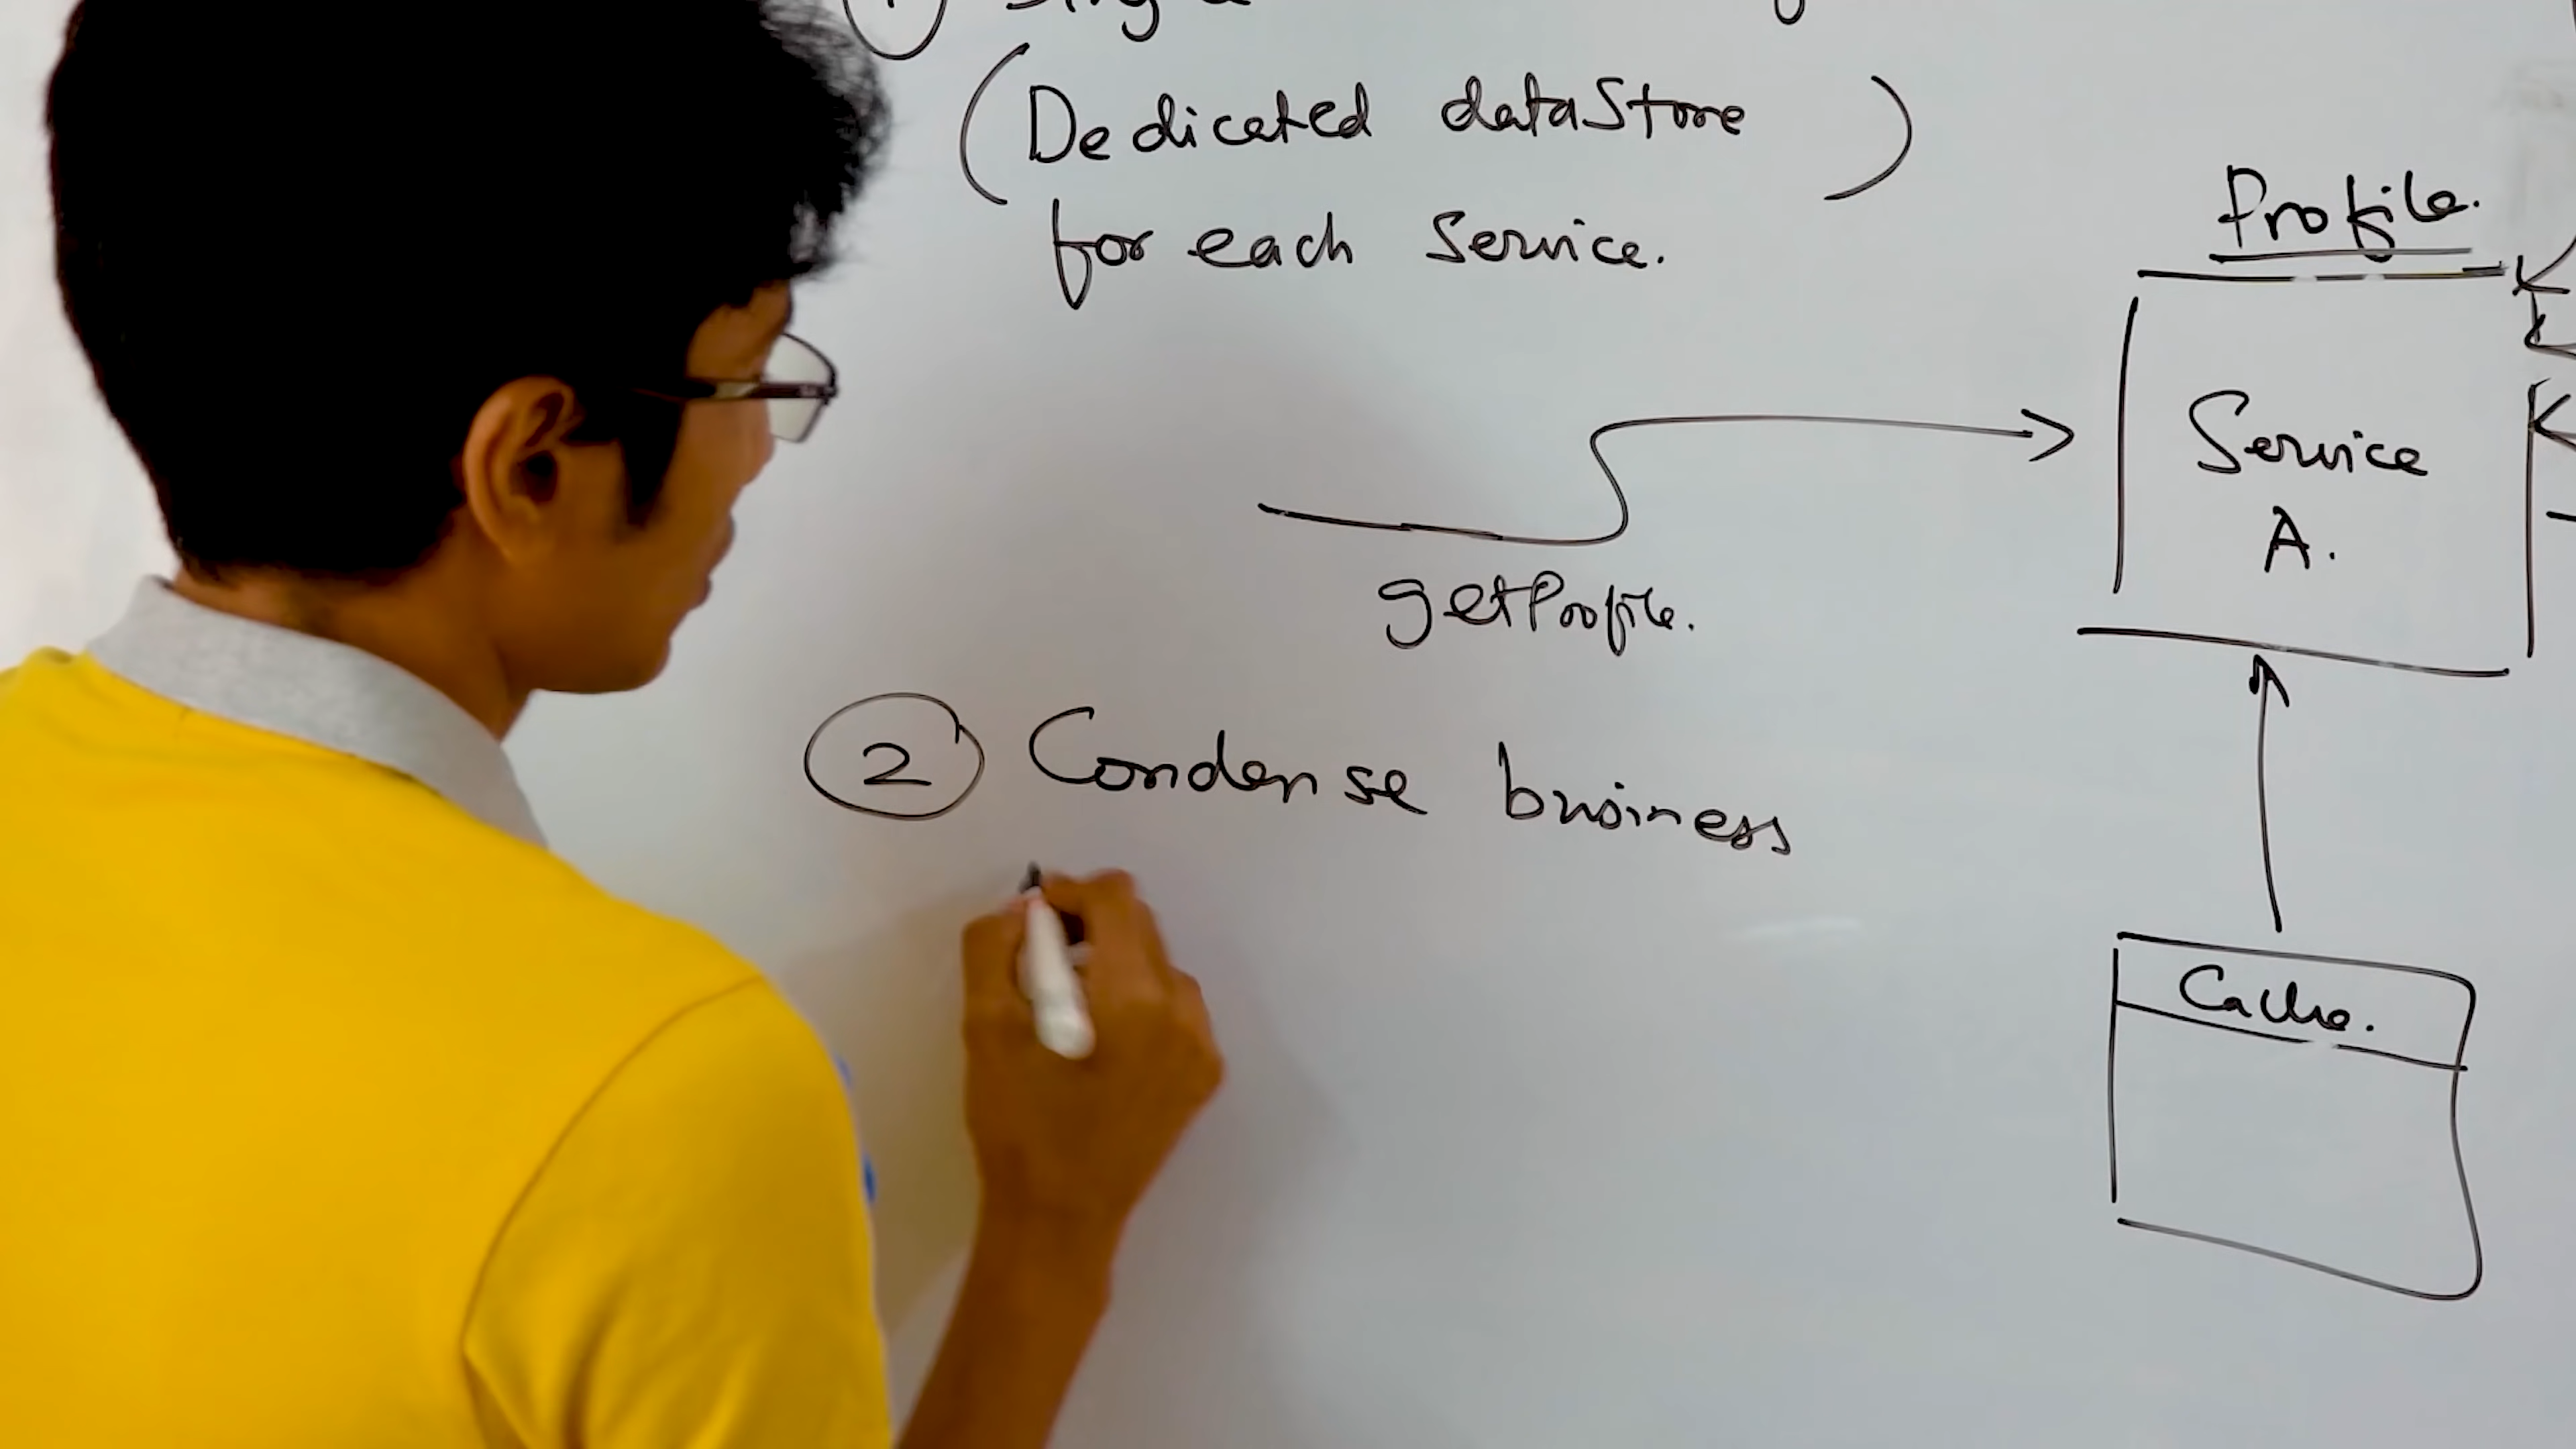 (Dedicated dataStore)
for each Service.
Profile.
Service
A.
getProfile.
2 Condense business
Cache.